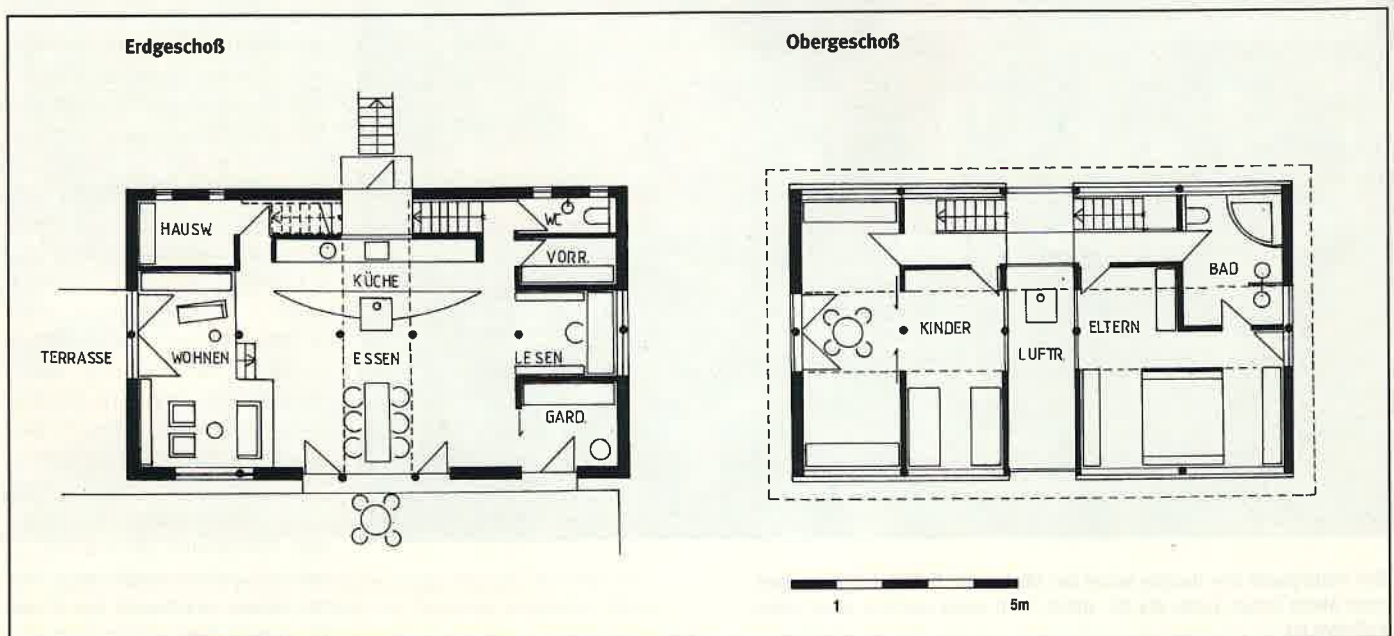 Erdgeschoß
HAUSW.
WC
VORR.
KÜCHE
TERRASSE
WOHNEN
ESSEN
LESEN
GARD.
Obergeschoß
BAD
KINDER
ELTERN
LUFTR.
1 5m